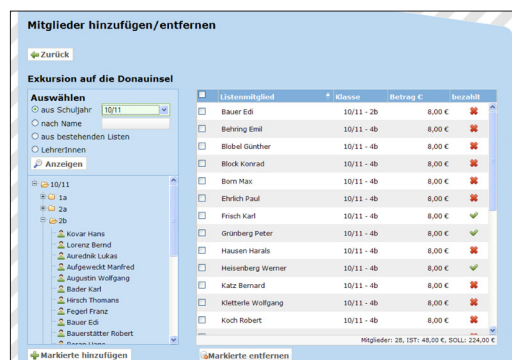 Mitglieder hinzufügen/entfernen
Zurück
Exkursion auf die Donauinsel
Auswählen
aus Schuljahr 10/11
nach Name
aus bestehenden Listen
LehrerInnen
Anzeigen
10/11
1a
2a
2b
Kovar Hans
Lorenz Bernd
Aurednik Lukas
Aufgeweckt Manfred
Augustin Wolfgang
Bader Karl
Hirsch Thomans
Fegerl Franz
Bauer Edi
Bauerstätter Robert
Markierte hinzufügen
Listenmitglied Klasse Betrag € bezahlt
Bauer Edi 10/11 - 2b 8,00 €
Behring Emil 10/11 - 4b 8,00 €
Blobel Günther 10/11 - 4b 8,00 €
Block Konrad 10/11 - 4b 8,00 €
Born Max 10/11 - 4b 8,00 €
Ehrlich Paul 10/11 - 4b 8,00 €
Frisch Karl 10/11 - 4b 8,00 €
Grünberg Peter 10/11 - 4b 8,00 €
Hausen Harals 10/11 - 4b 8,00 €
Heisenberg Werner 10/11 - 4b 8,00 €
Katz Bernard 10/11 - 4b 8,00 €
Kletterle Wolfgang 10/11 - 4b 8,00 €
Koch Robert 10/11 - 4b 8,00 €
Mitglieder: 28, IST: 48,00 €, SOLL: 224,00 €
Markierte entfernen